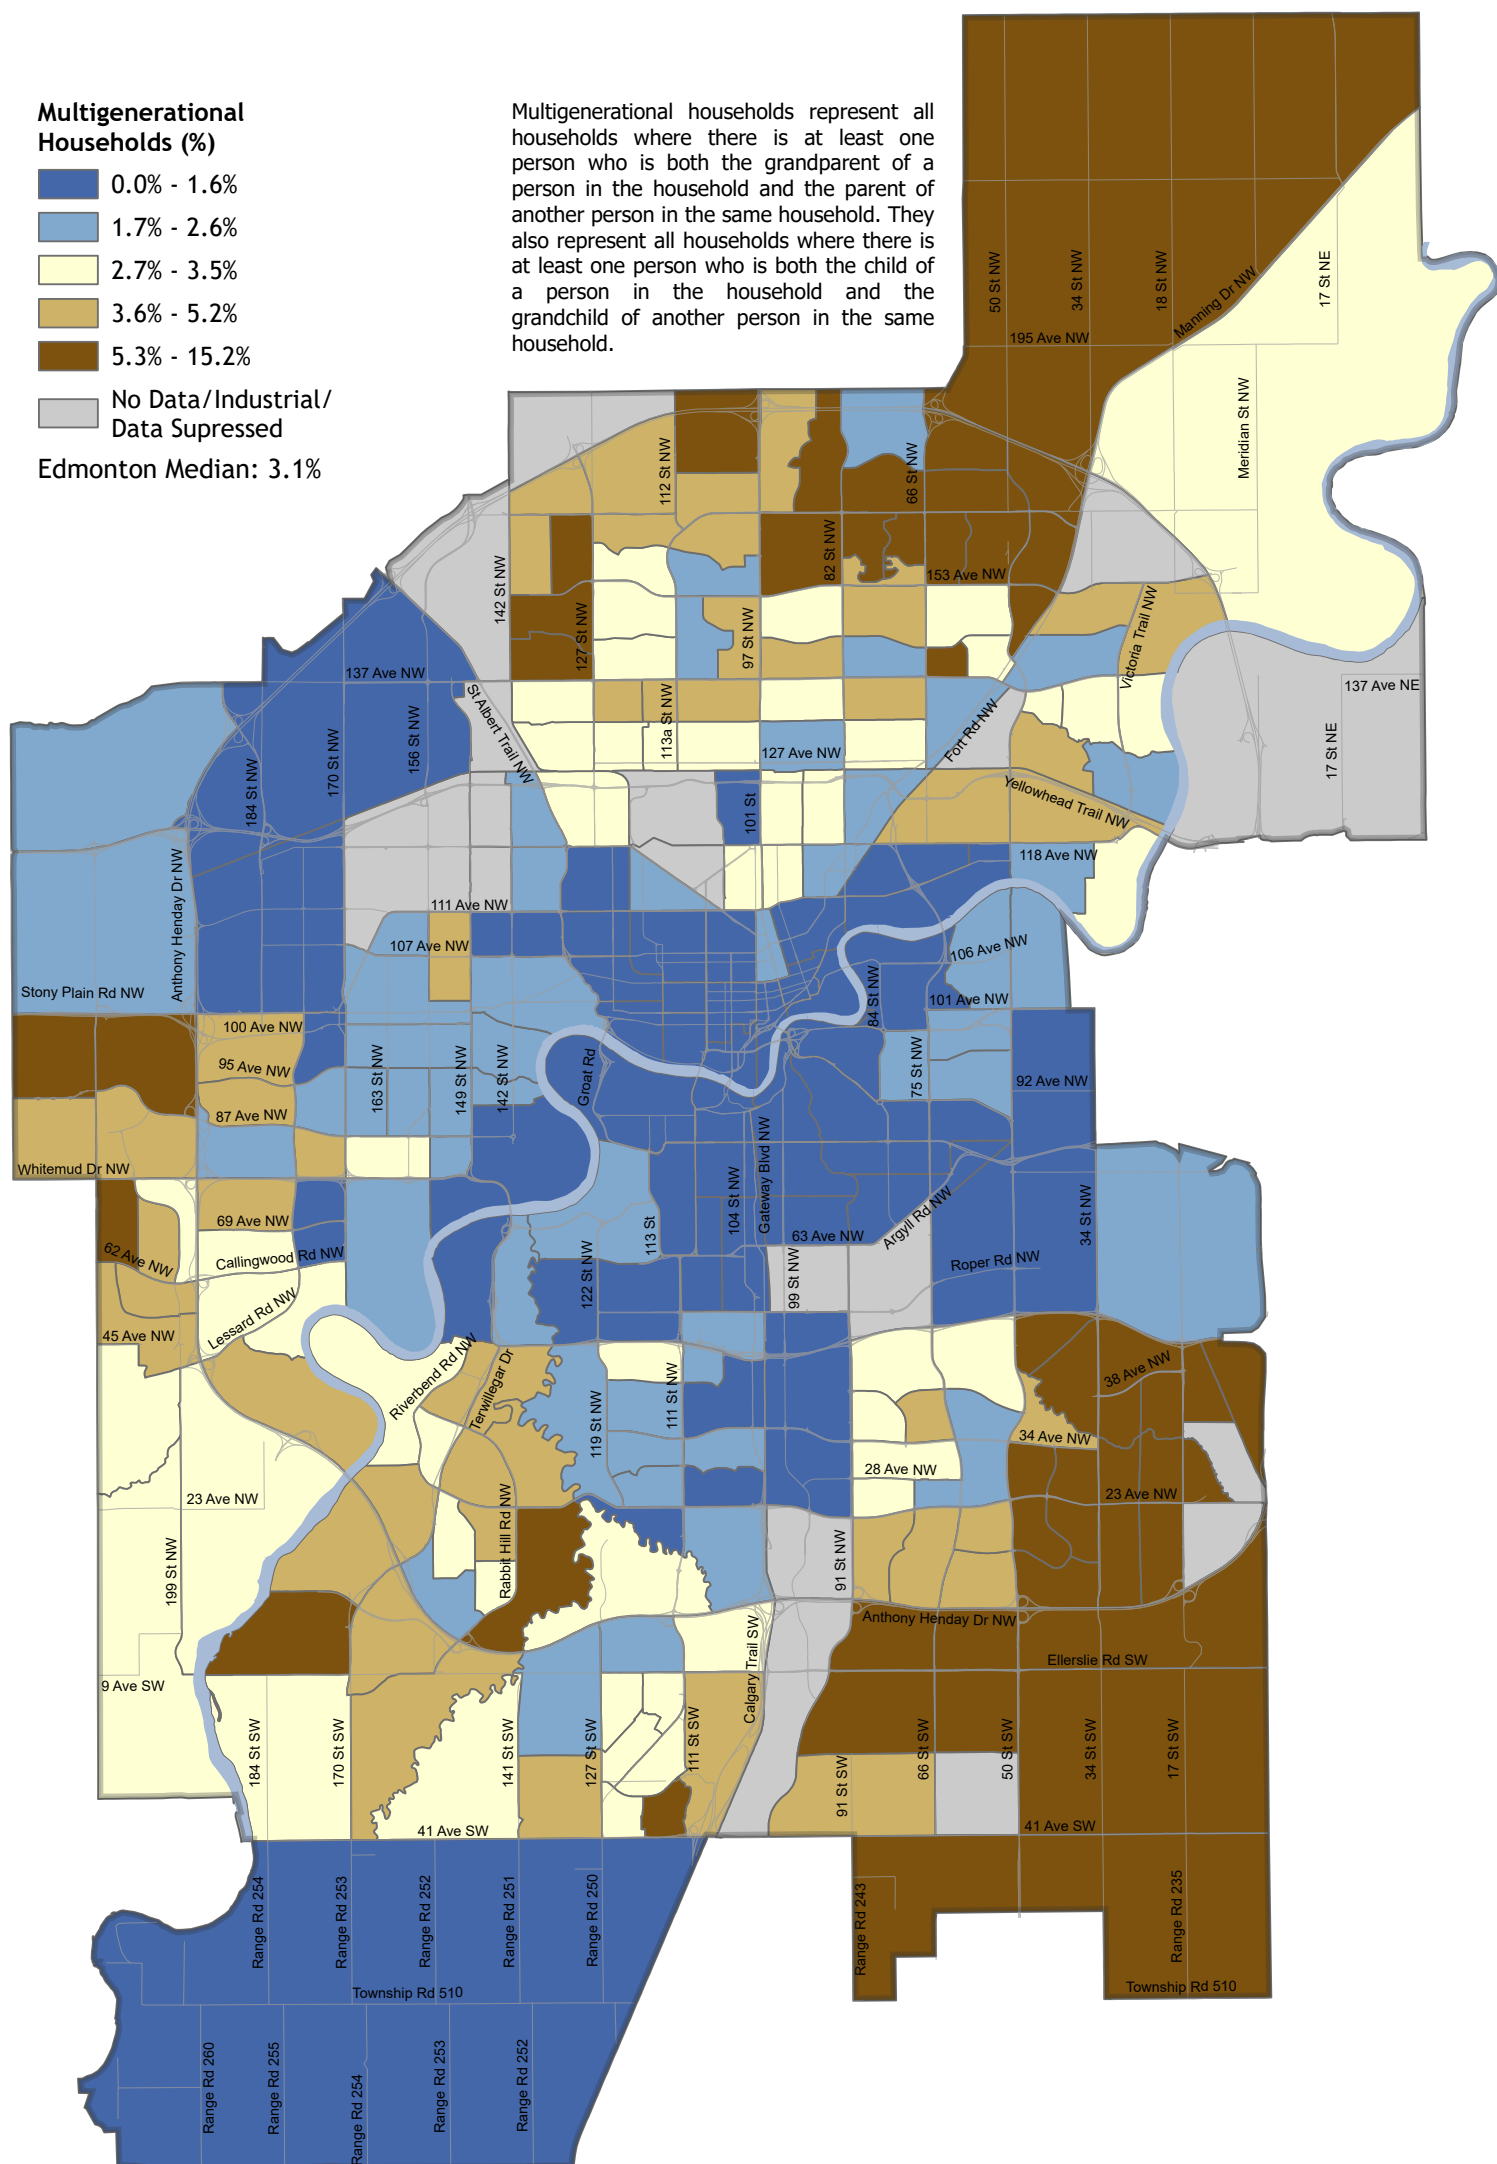 Multigenerational
Households (%)
0.0% - 1.6%
1.7% - 2.6%
2.7% - 3.5%
3.6% - 5.2%
5.3% - 15.2%
No Data/Industrial/
Data Supressed
Edmonton Median: 3.1%
Multigenerational households represent all
households where there is at least one
person who is both the grandparent of a
person in the household and the parent of
another person in the same household. They
also represent all households where there is
at least one person who is both the child of
a person in the household and the
grandchild of another person in the same
household.
50 St NW
34 St NW
18 St NW
Manning Dr NW
17 St NE
195 Ave NW
Meridian St NW
112 St NW
66 St NW
82 St NW
153 Ave NW
142 St NW
127 St NW
97 St NW
Victoria Trail NW
137 Ave NW
137 Ave NE
St Albert Trail NW
113a St NW
127 Ave NW
Fort Rd NW
17 St NE
184 St NW
170 St NW
156 St NW
101 St
Yellowhead Trail NW
118 Ave NW
Anthony Henday Dr NW
111 Ave NW
107 Ave NW
106 Ave NW
Stony Plain Rd NW
84 St NW
101 Ave NW
100 Ave NW
95 Ave NW
87 Ave NW
163 St NW
149 St NW
142 St NW
Groat Rd
75 St NW
92 Ave NW
Whitemud Dr NW
69 Ave NW
62 Ave NW
Callingwood Rd NW
Lessard Rd NW
45 Ave NW
122 St NW
113 St
104 St NW
Gateway Blvd NW
63 Ave NW
Argyll Rd NW
34 St NW
Roper Rd NW
99 St NW
Riverbend Rd NW
Terwillegar Dr
119 St NW
111 St NW
38 Ave NW
34 Ave NW
28 Ave NW
23 Ave NW
23 Ave NW
Rabbit Hill Rd NW
199 St NW
91 St NW
Anthony Henday Dr NW
Ellerslie Rd SW
9 Ave SW
Calgary Trail SW
184 St SW
170 St SW
141 St SW
127 St SW
111 St SW
91 St SW
66 St SW
50 St SW
34 St SW
17 St SW
41 Ave SW
41 Ave SW
Range Rd 254
Range Rd 253
Range Rd 252
Range Rd 251
Range Rd 250
Range Rd 243
Range Rd 235
Township Rd 510
Township Rd 510
Range Rd 260
Range Rd 255
Range Rd 254
Range Rd 253
Range Rd 252